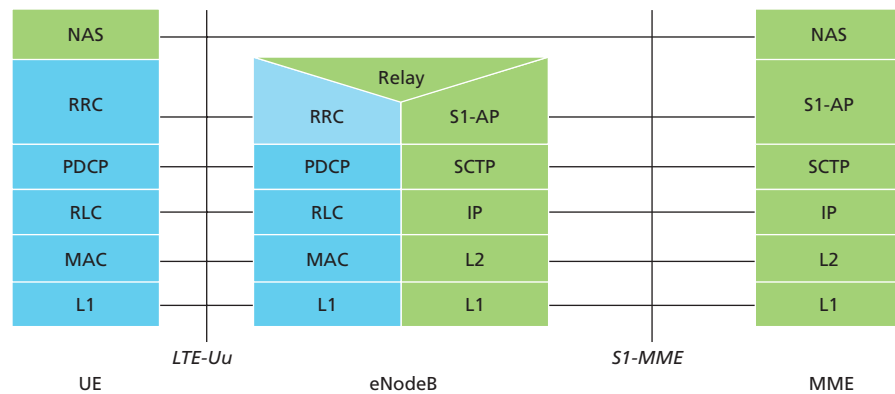 NAS NAS
Relay
RRC RRC S1-AP S1-AP
PDCP PDCP SCTP SCTP
RLC RLC IP IP
MAC MAC L2 L2
L1 L1 L1 L1
LTE-Uu S1-MME
UE eNodeB MME